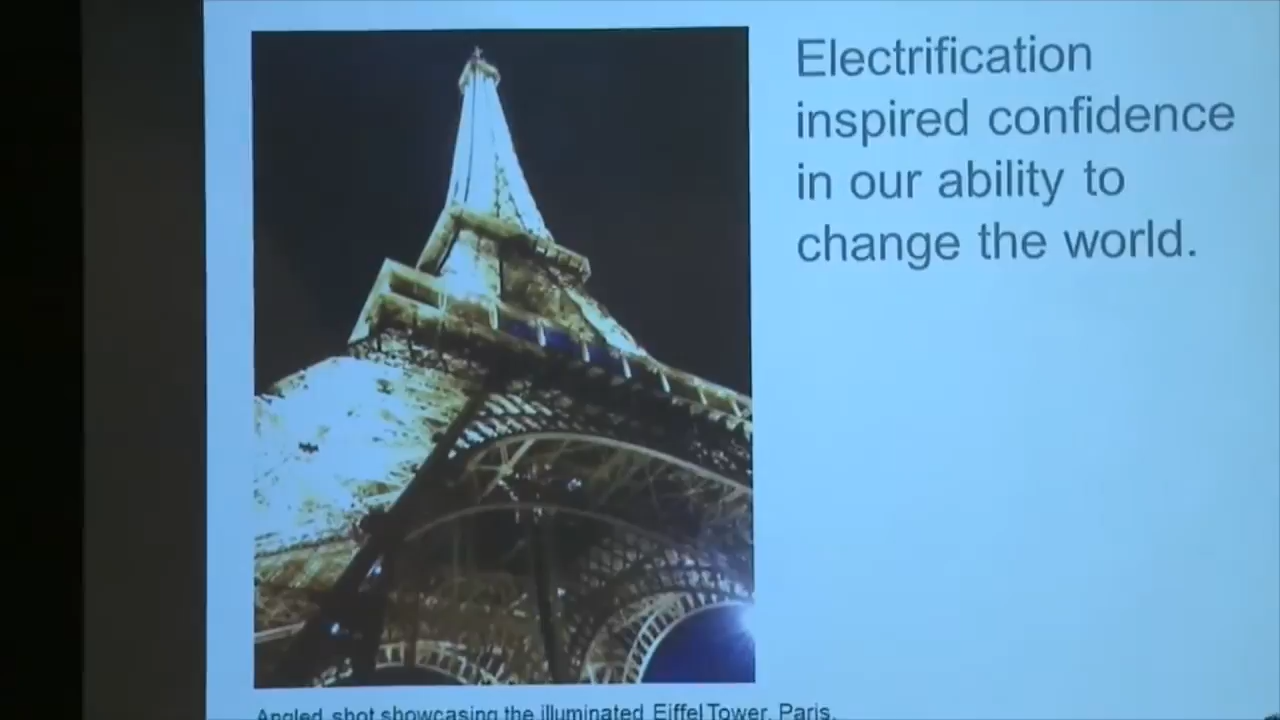 Electrification
inspired confidence
in our ability to
change the world.
Angled shot showcasing the illuminated Eiffel Tower, Paris.